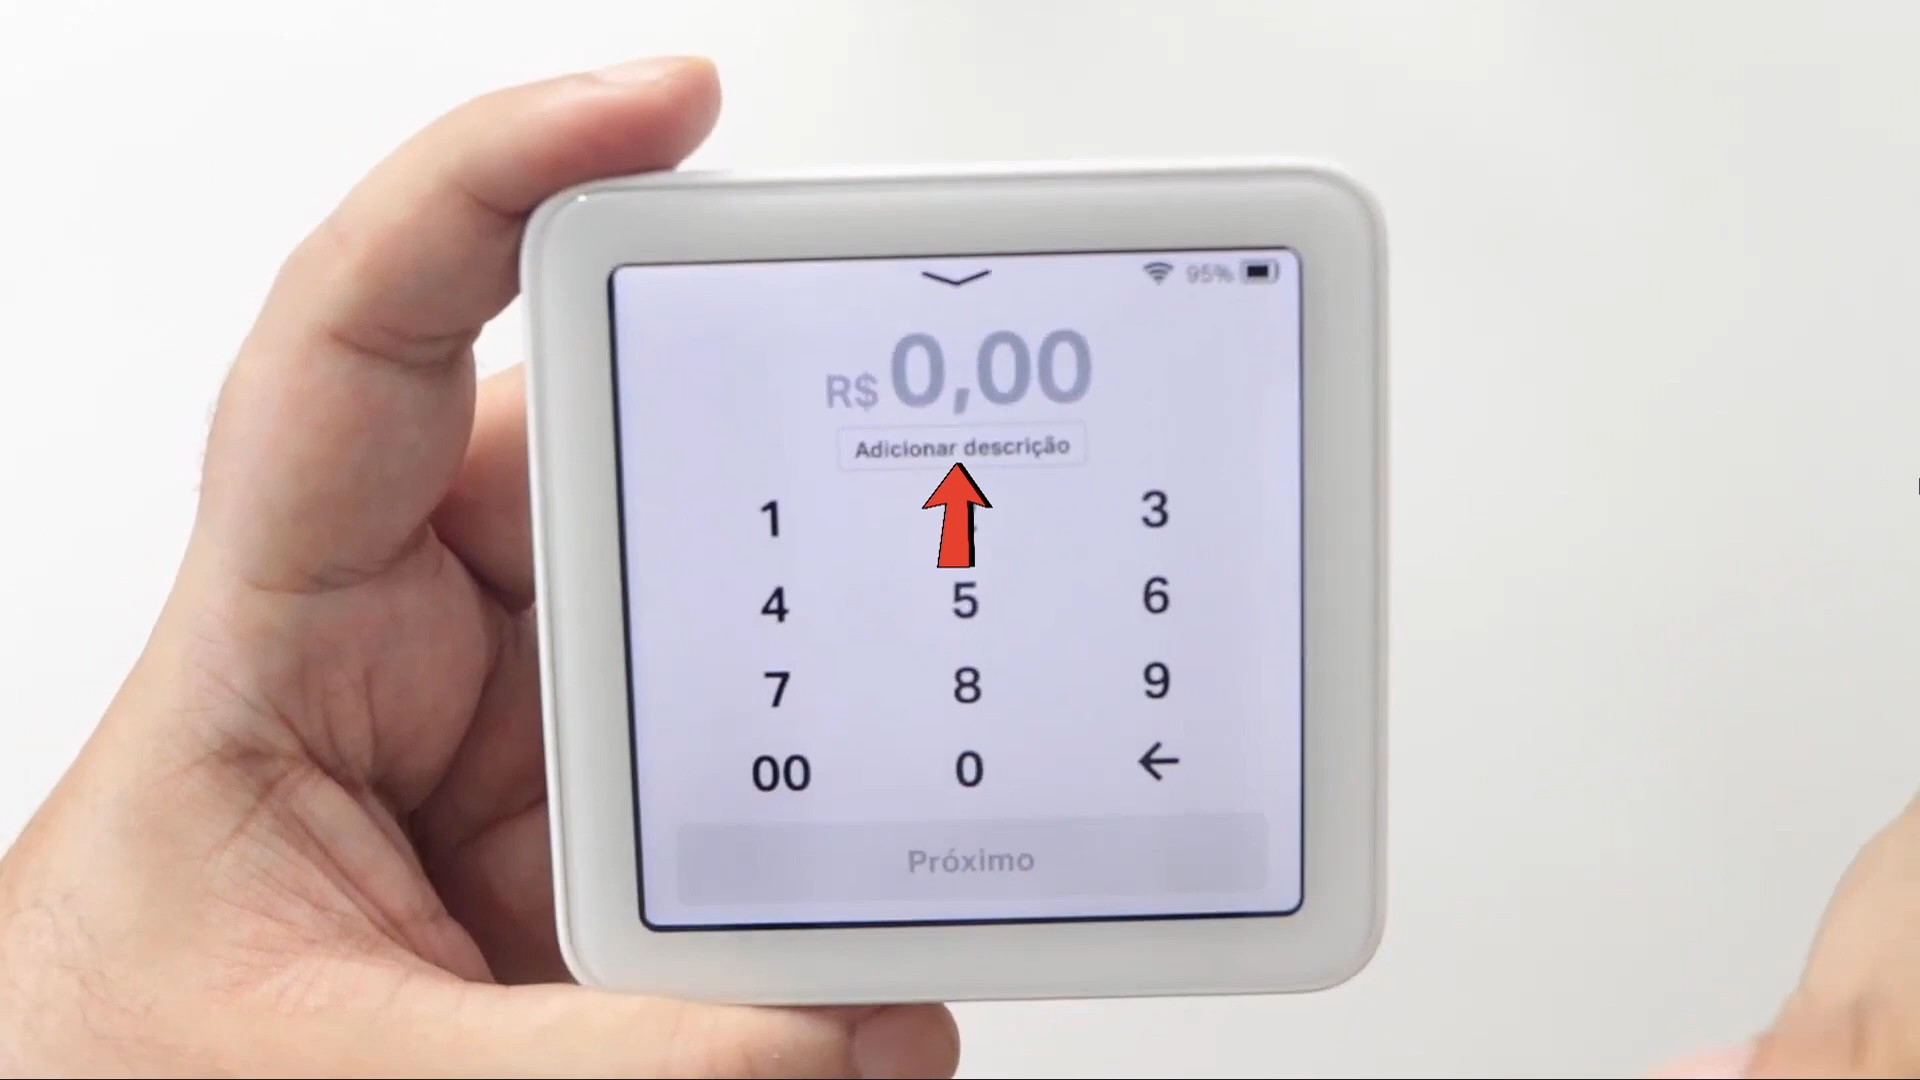 95%
R$ 0,00
Adicionar descrição
1 3
4 5 6
7 8 9
00 0 ←
Próximo